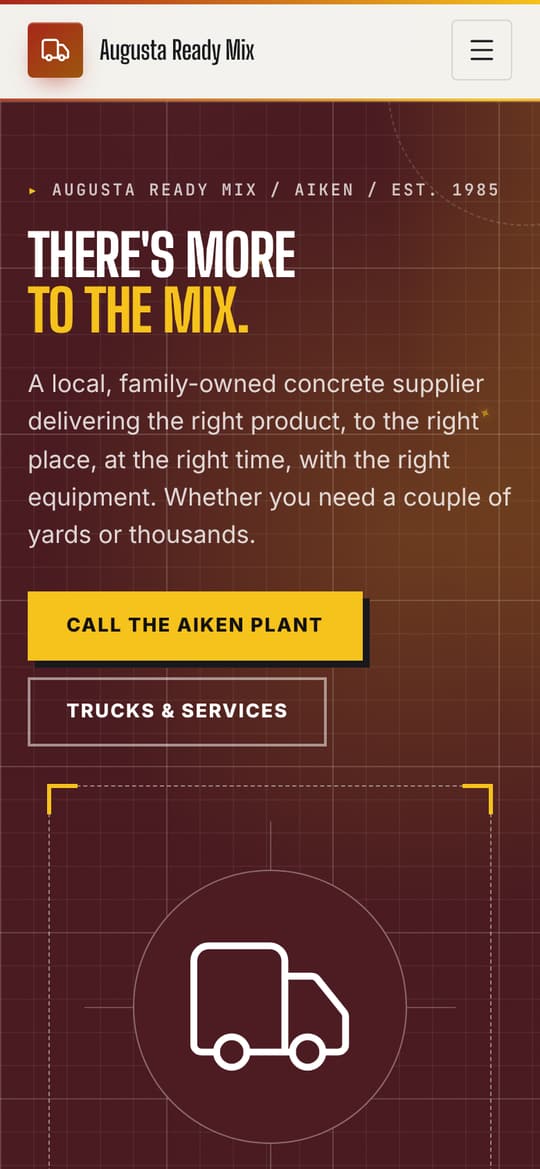 Augusta Ready Mix
AUGUSTA READY MIX / AIKEN / EST. 1985
THERE'S MORE
TO THE MIX.
A local, family-owned concrete supplier
delivering the right product, to the right
place, at the right time, with the right
equipment. Whether you need a couple of
yards or thousands.
CALL THE AIKEN PLANT
TRUCKS & SERVICES